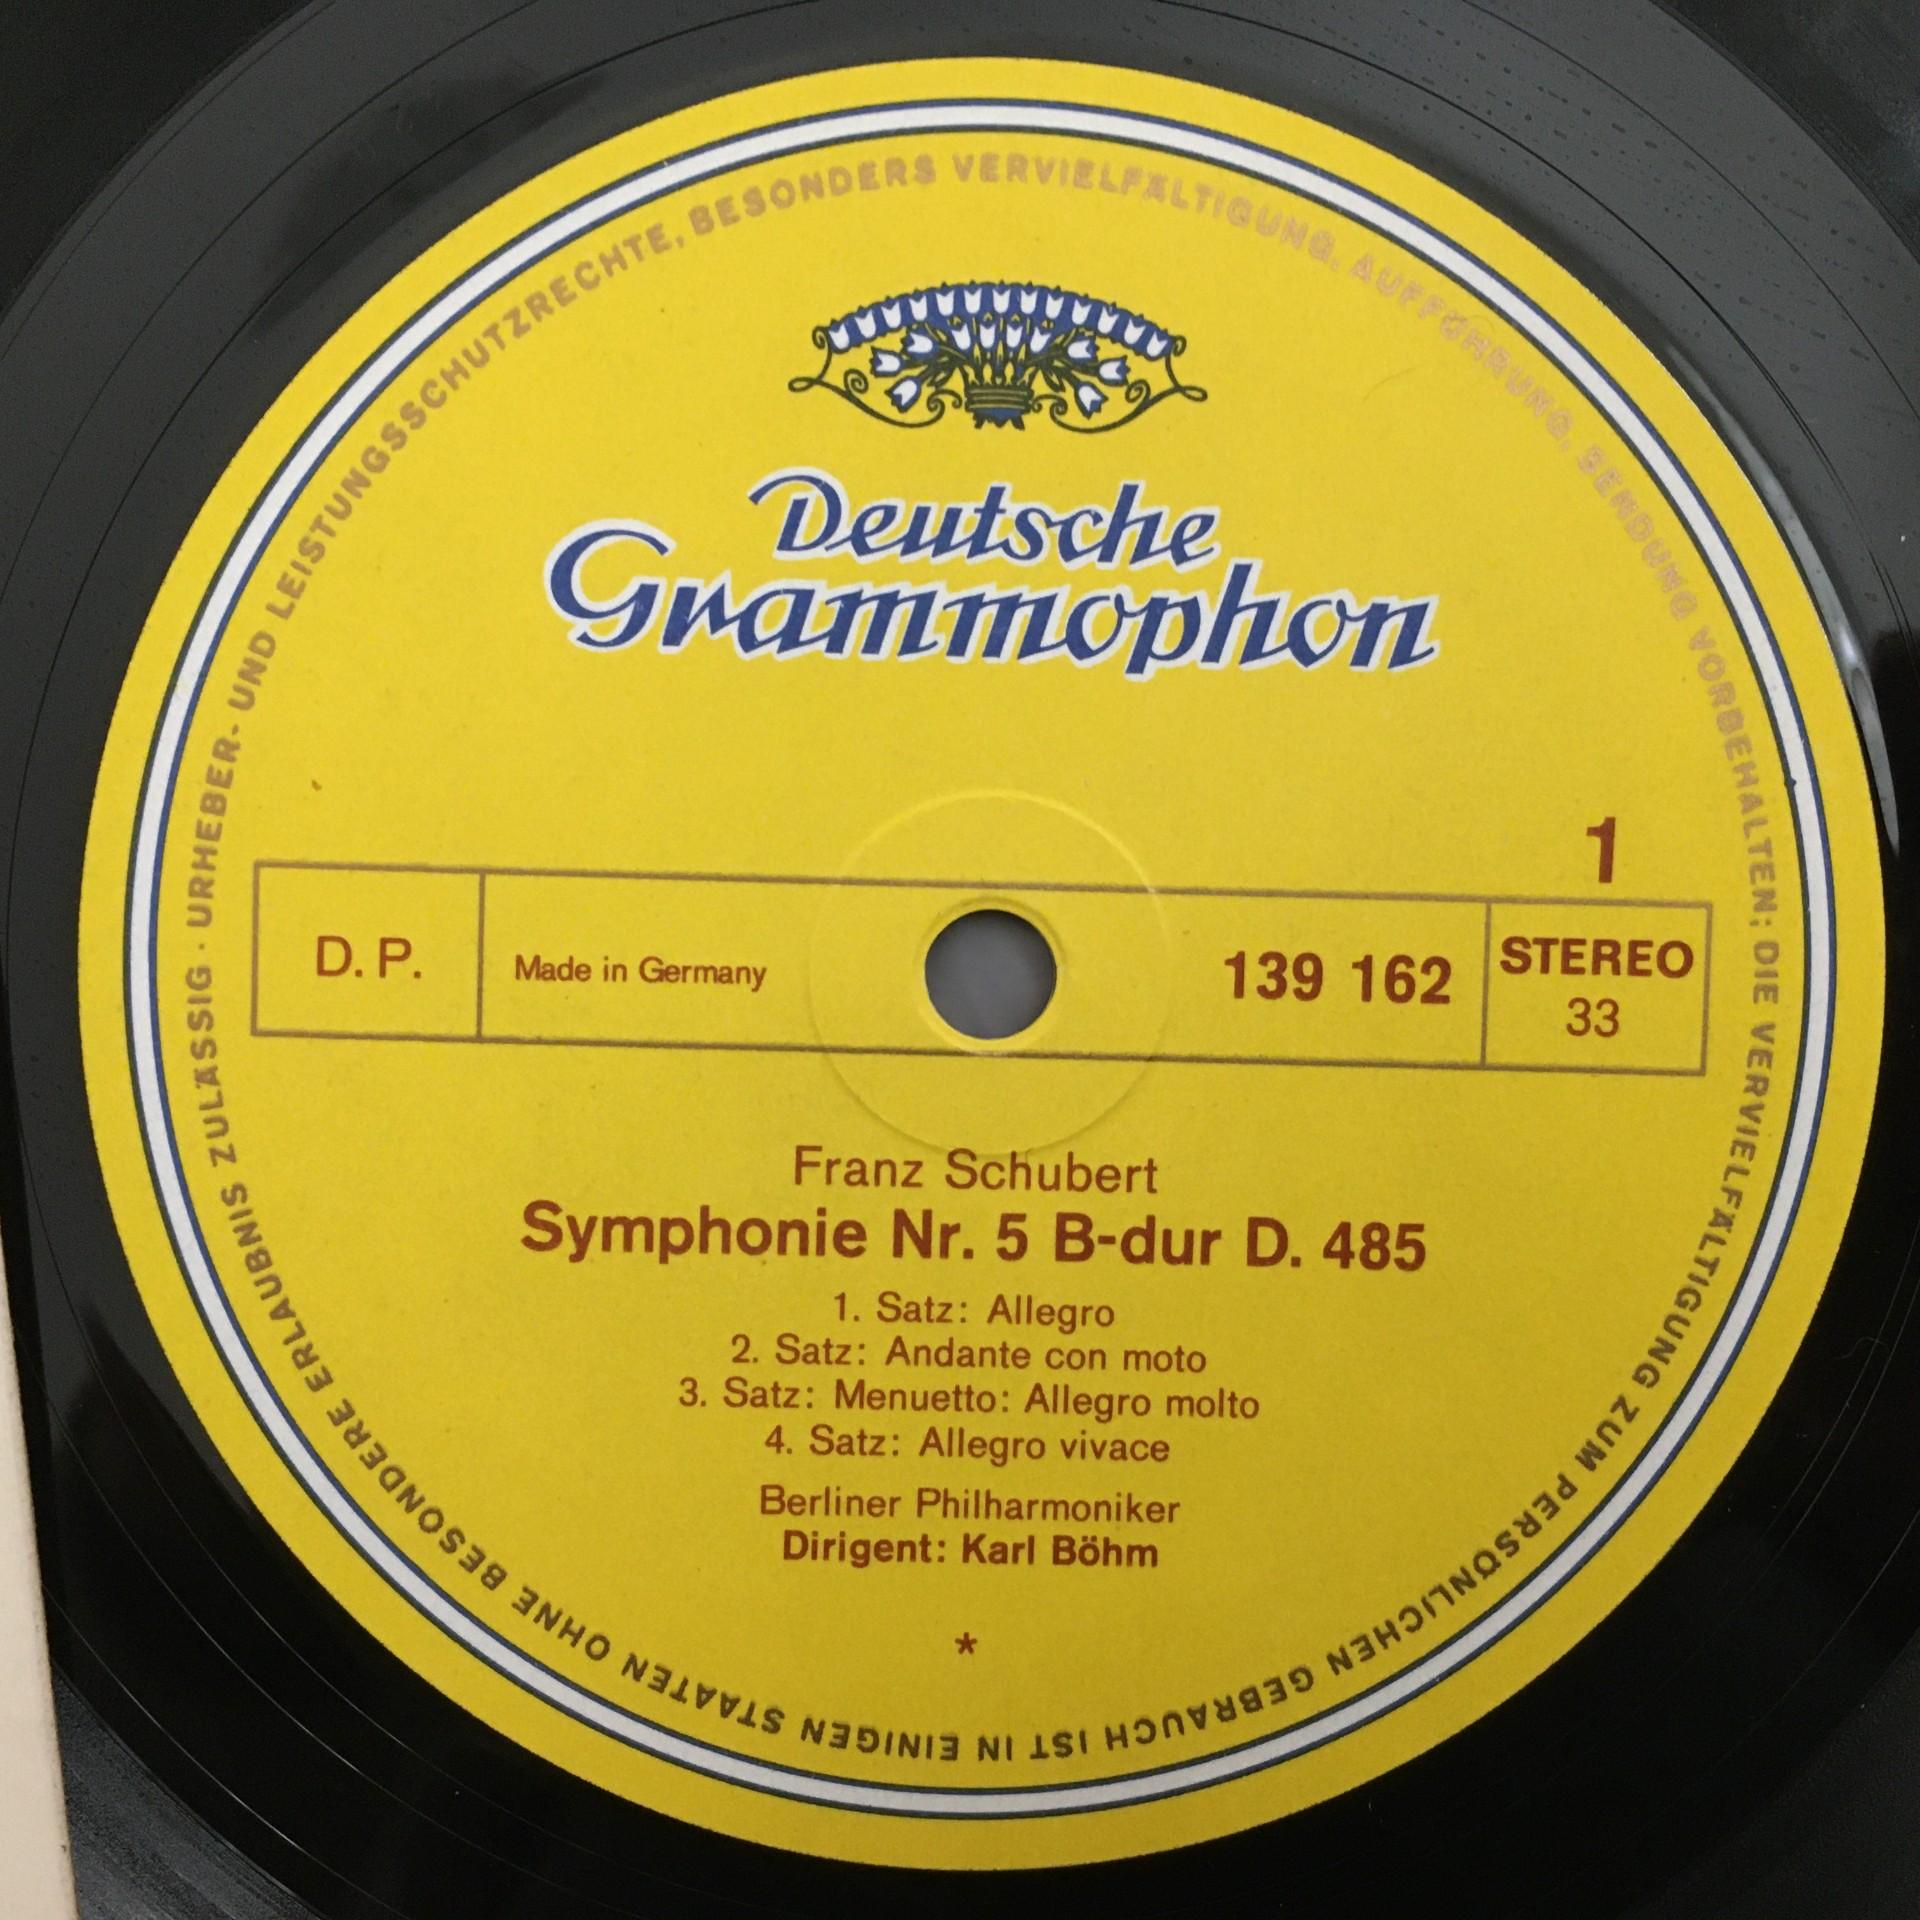 URHEBER- UND LEISTUNGSSCHUTZRECHTE, BESONDERS VERVIELFÄLTIGUNG, AUFFÜHRUNG, SENDUNG VORBEHALTEN; DIE VERVIELFÄLTIGUNG ZUM PERSÖNLICHEN GEBRAUCH IST IN EINIGEN STAATEN OHNE BESONDERE ERLAUBNIS ZULÄSSIG ·
Deutsche
Grammophon
1
D. P.
Made in Germany
139 162
STEREO
33
Franz Schubert
Symphonie Nr. 5 B-dur D. 485
1. Satz: Allegro
2. Satz: Andante con moto
3. Satz: Menuetto: Allegro molto
4. Satz: Allegro vivace
Berliner Philharmoniker
Dirigent: Karl Böhm
*